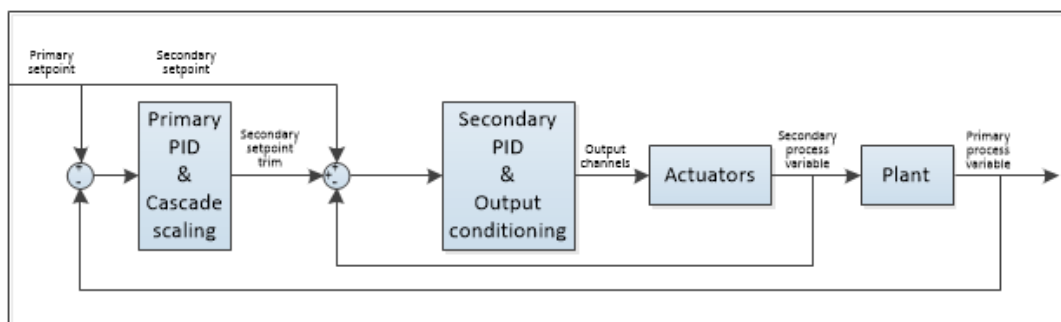 Primary
setpoint
Secondary
setpoint
Primary
PID
&
Cascade
scaling
Secondary
setpoint
trim
Secondary
PID
&
Output
conditioning
Output
channels
Actuators
Secondary
process
variable
Plant
Primary
process
variable
+
-
+
+
-